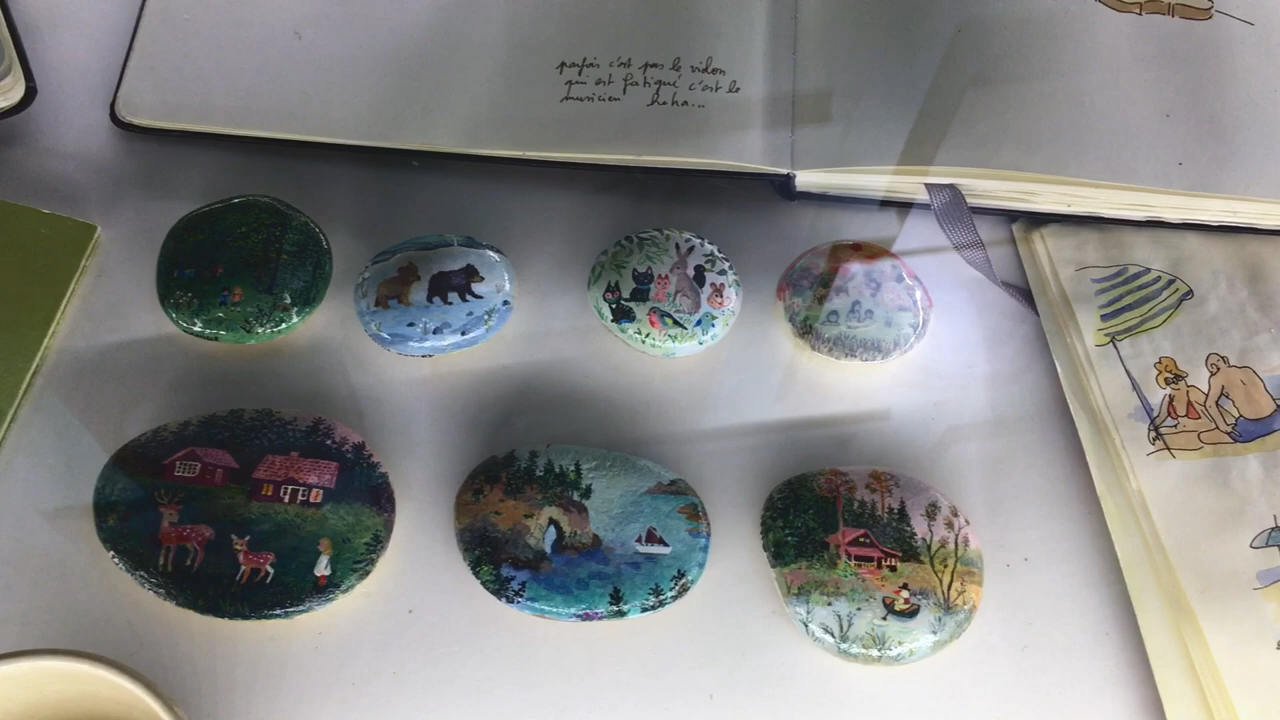 parfois c'est pas le violon
qui est fatigué c'est le
musicien haha...